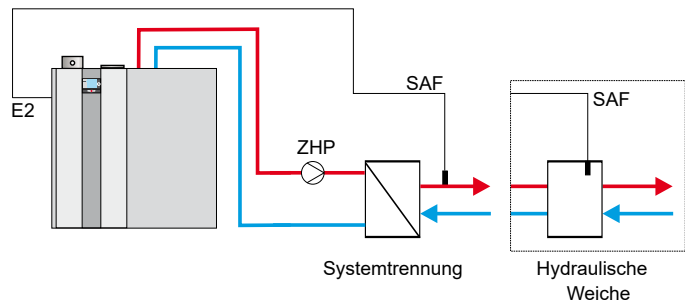 SAF
SAF
E2
ZHP
Systemtrennung
Hydraulische
Weiche